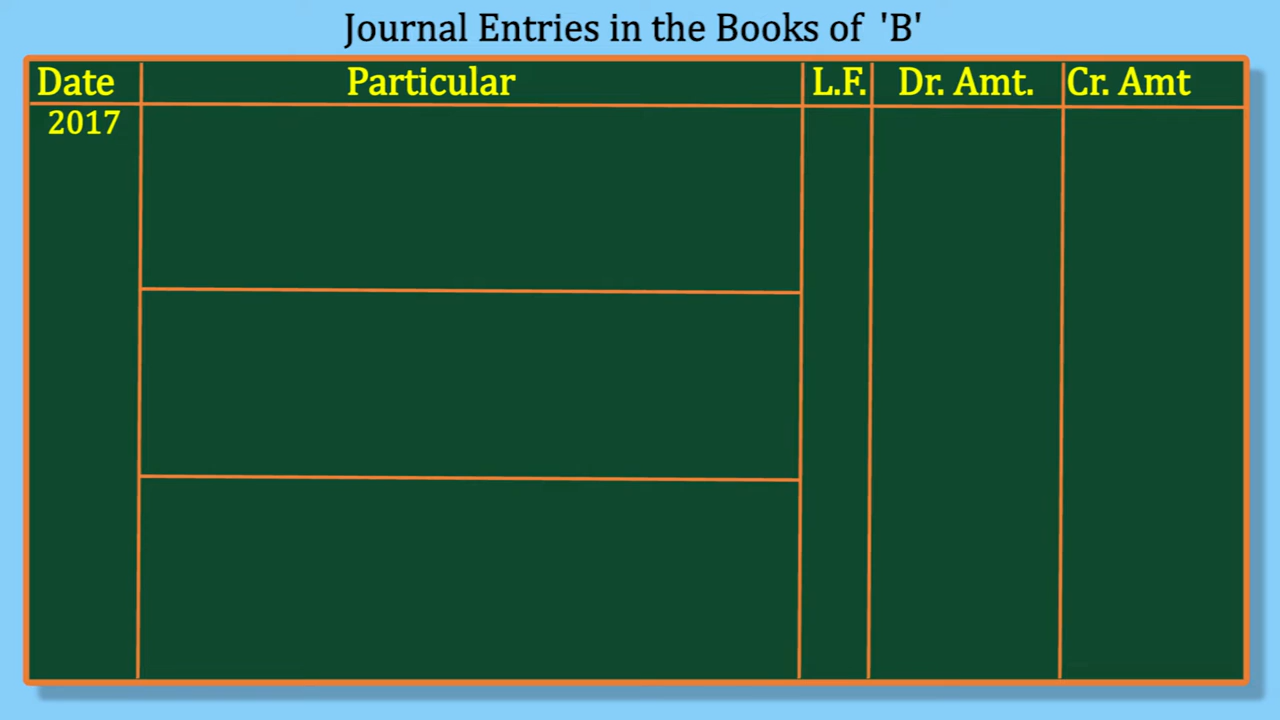 Journal Entries in the Books of 'B'
Date Particular L.F. Dr. Amt. Cr. Amt
2017